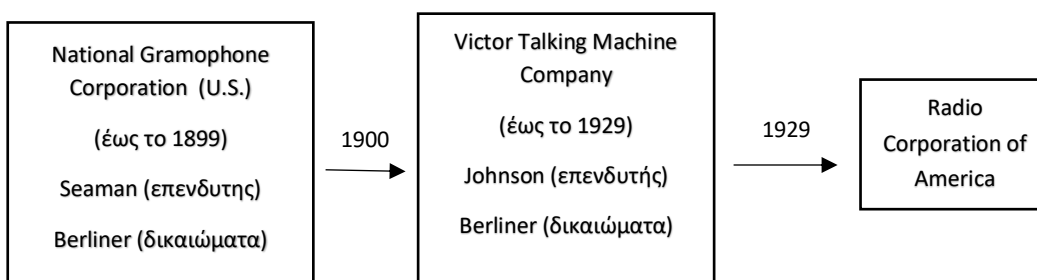 National Gramophone
Corporation (U.S.)
(έως το 1899)
Seaman (επενδυτης)
Berliner (δικαιώματα)
1900
Victor Talking Machine
Company
(έως το 1929)
Johnson (επενδυτής)
Berliner (δικαιώματα)
1929
Radio
Corporation of
America